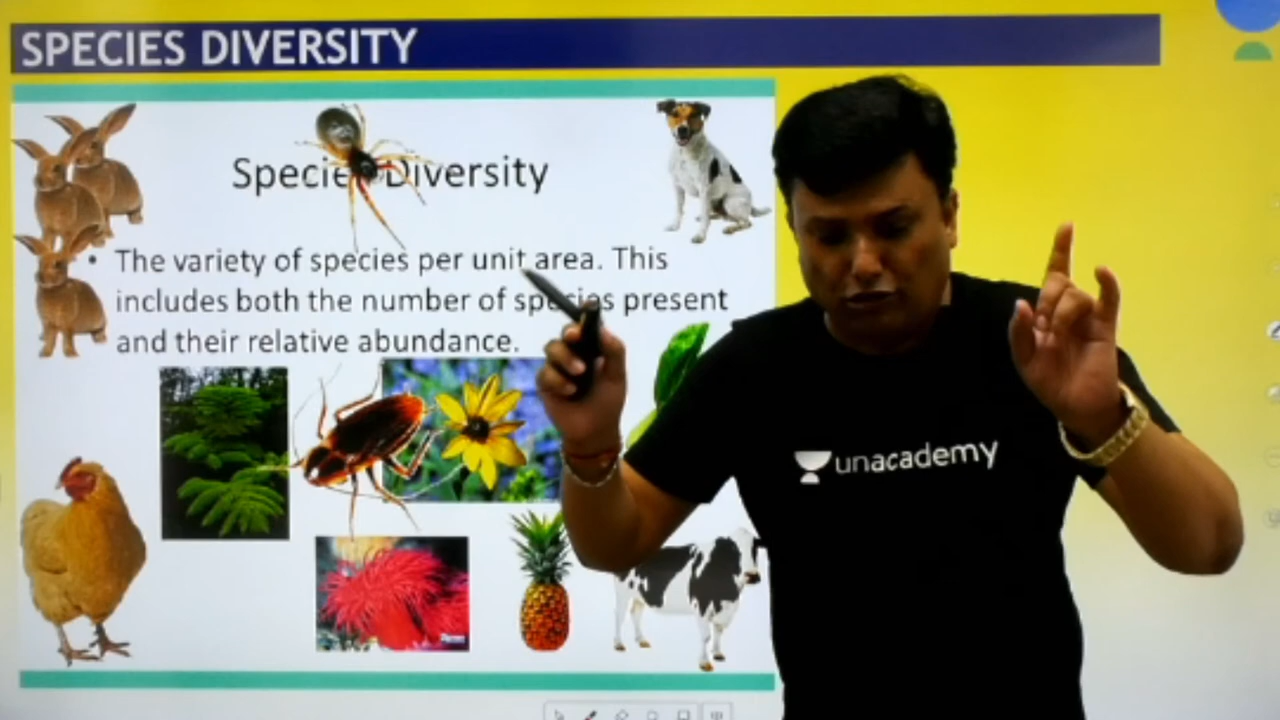 SPECIES DIVERSITY
Species Diversity
• The variety of species per unit area. This
includes both the number of species present
and their relative abundance.
unacademy